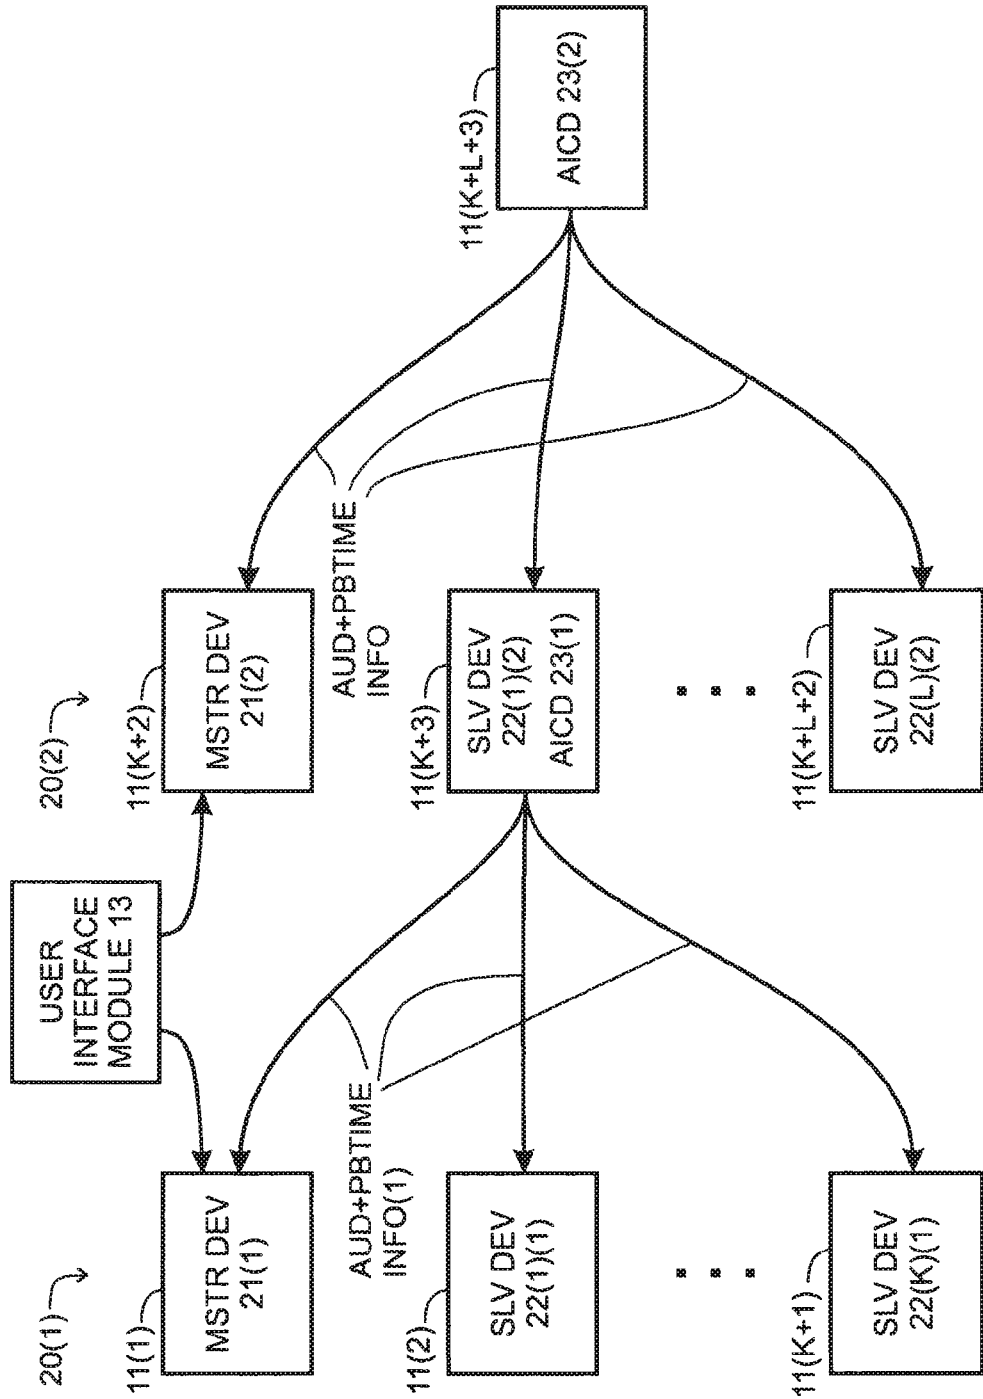 USER
INTERFACE
MODULE 13
20(1)
11(1)
MSTR DEV
21(1)
AUD+PBTIME
INFO(1)
11(2)
SLV DEV
22(1)(1)
11(K+1)
SLV DEV
22(K)(1)
20(2)
11(K+2)
MSTR DEV
21(2)
AUD+PBTIME
INFO
11(K+3)
SLV DEV
22(1)(2)
AICD 23(1)
11(K+L+2)
SLV DEV
22(L)(2)
11(K+L+3)
AICD 23(2)